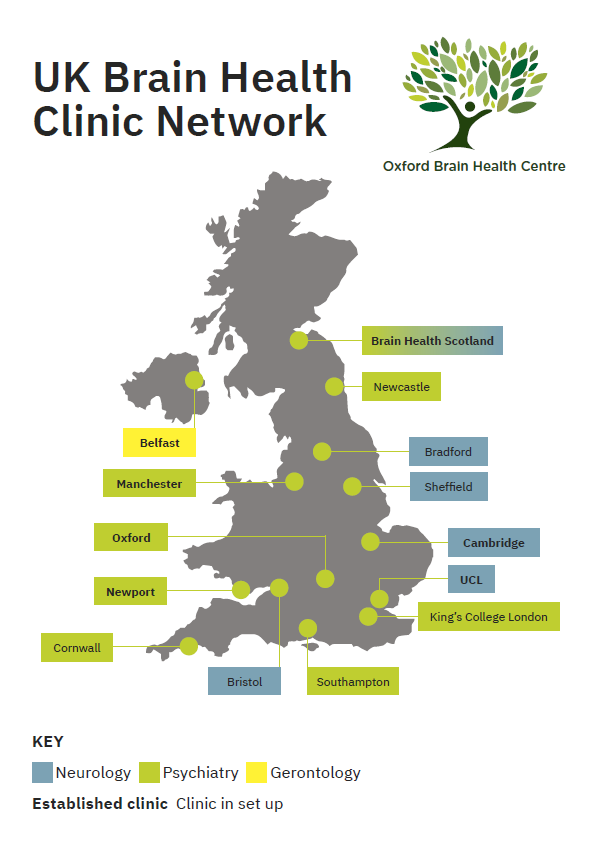 UK Brain Health
Clinic Network
Oxford Brain Health Centre
Brain Health Scotland
Newcastle
Belfast
Bradford
Manchester
Sheffield
Oxford
Cambridge
UCL
Newport
King's College London
Cornwall
Bristol
Southampton
KEY
Neurology Psychiatry Gerontology
Established clinic Clinic in set up